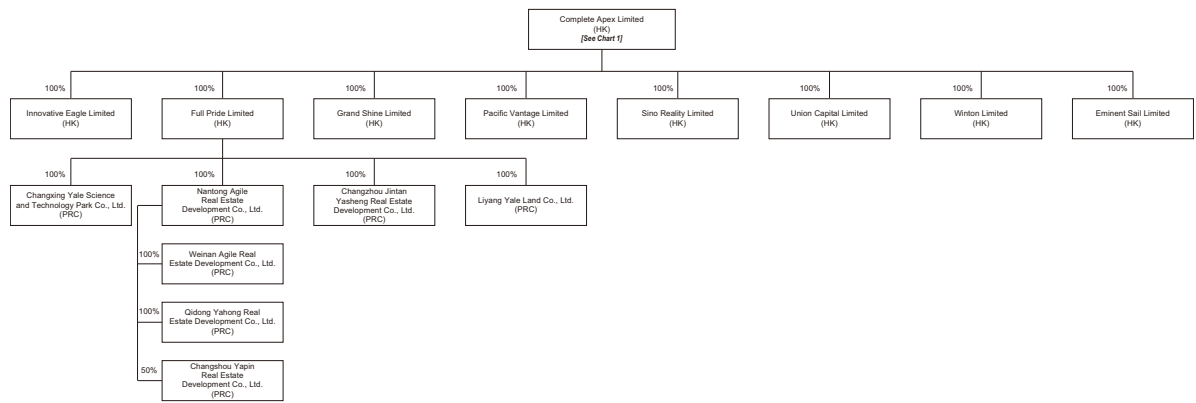 Complete Apex Limited
(HK)
[See Chart 1]
100%
100%
100%
100%
100%
100%
100%
100%
Innovative Eagle Limited
(HK)
Full Pride Limited
(HK)
Grand Shine Limited
(HK)
Pacific Vantage Limited
(HK)
Sino Reality Limited
(HK)
Union Capital Limited
(HK)
Winton Limited
(HK)
Eminent Sail Limited
(HK)
100%
100%
100%
100%
Changxing Yale Science
and Technology Park Co., Ltd.
(PRC)
Nantong Agile
Real Estate
Development Co., Ltd.
(PRC)
Changzhou Jintan
Yasheng Real Estate
Development Co., Ltd.
(PRC)
Liyang Yale Land Co., Ltd.
(PRC)
100%
Weinan Agile Real
Estate Development Co., Ltd.
(PRC)
100%
Qidong Yahong Real
Estate Development Co., Ltd.
(PRC)
50%
Changshou Yapin
Real Estate
Development Co., Ltd.
(PRC)